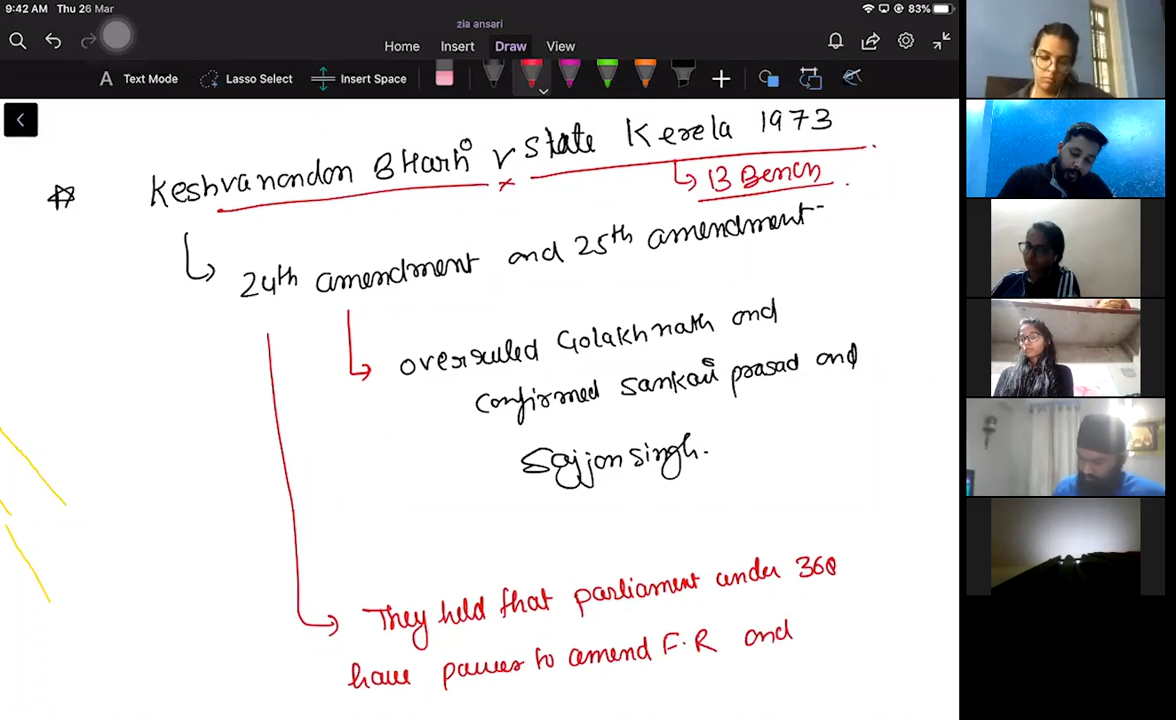 9:42 AM Thu 26 Mar
83%
zia ansari
Home Insert Draw View
Text Mode Lasso Select Insert Space
Keshvanandan Bharti v State Kerela 1973
13 Bench
24th amendment and 25th amendment
overruled Golakhnath and
confirmed Sankari prasad and
Sajjan singh.
They held that parliament under 368
have power to amend F.R and